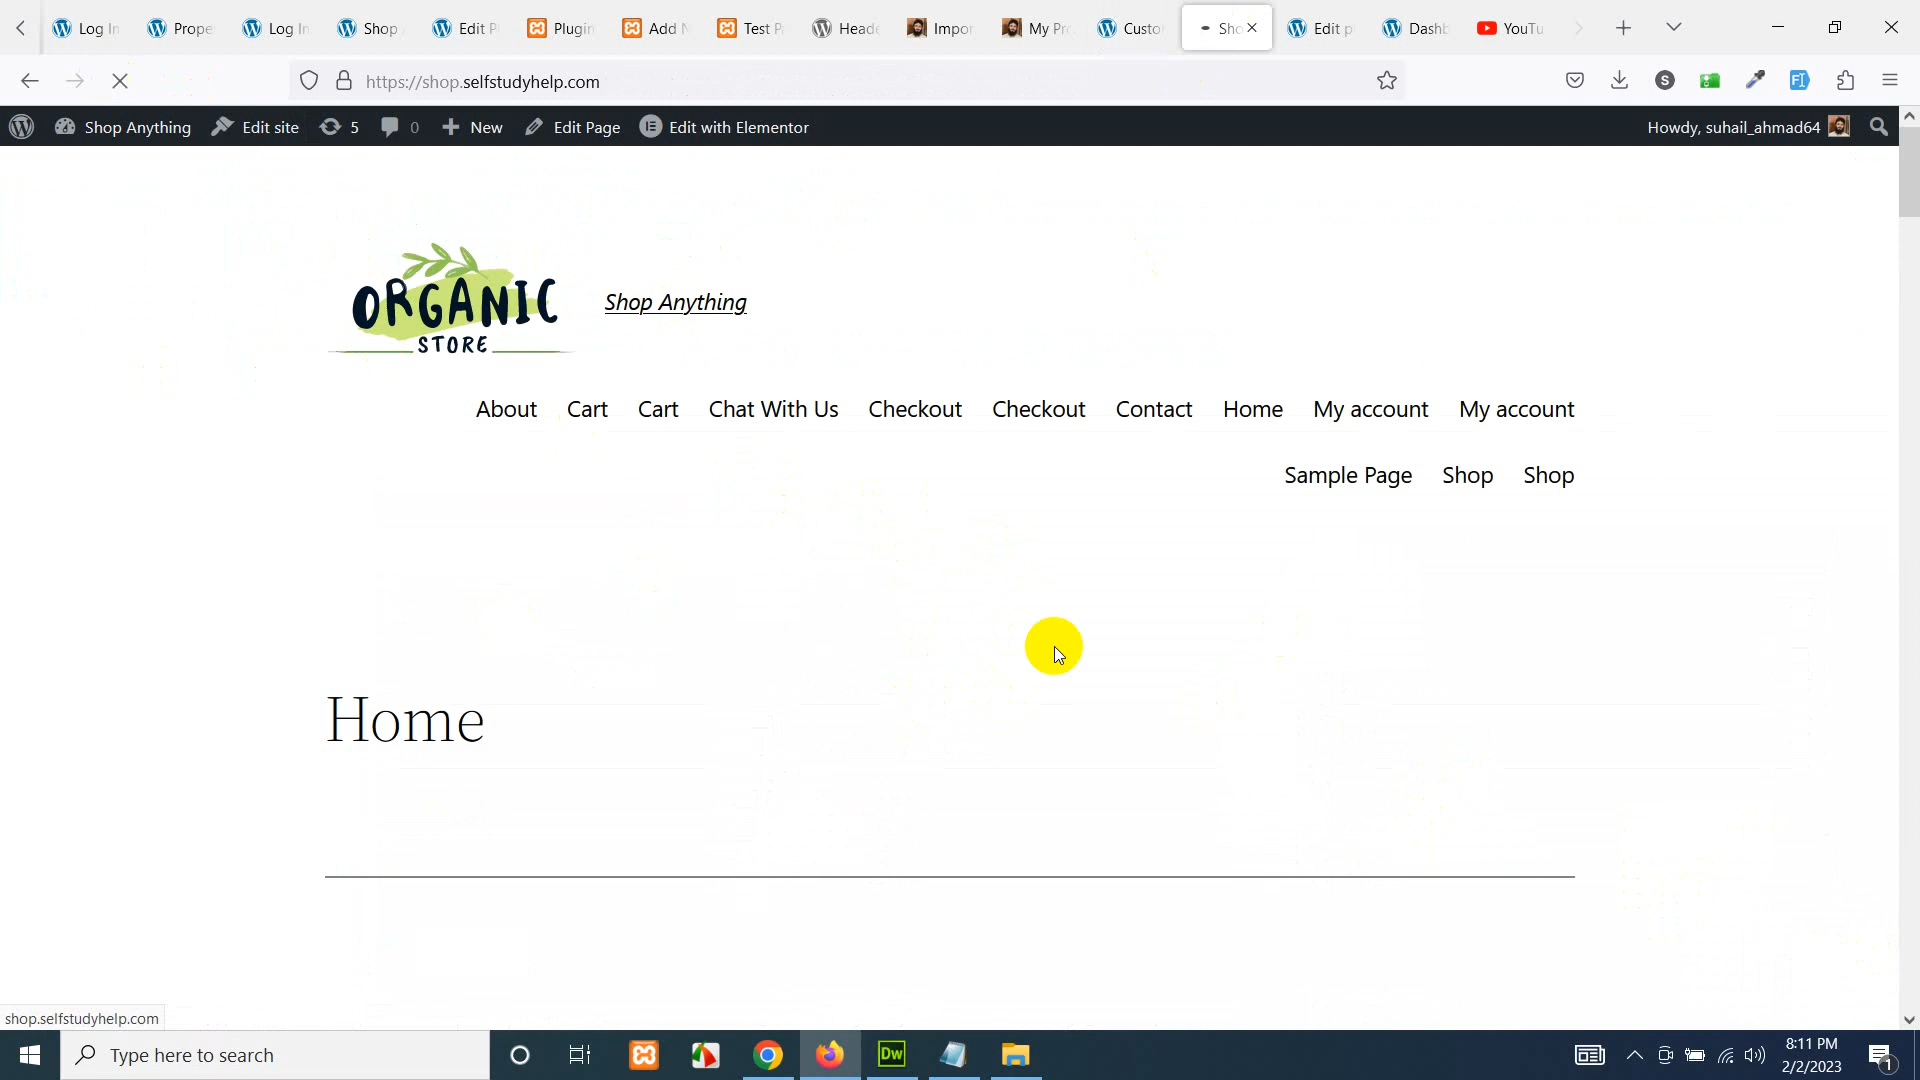 Log In
Prope
Log In
Shop
Edit P
Plugin
Add N
Test P
Heade
Impor
My Pro
Custo
Sho
Edit p
Dashb
YouTu
https://shop.selfstudyhelp.com
S
Shop Anything
Edit site
5
0
New
Edit Page
Edit with Elementor
Howdy, suhail_ahmad64
ORGANIC
STORE
Shop Anything
About Cart Cart Chat With Us Checkout Checkout Contact Home My account My account
Sample Page Shop Shop
Home
shop.selfstudyhelp.com
Type here to search
Dw
8:11 PM
2/2/2023
1